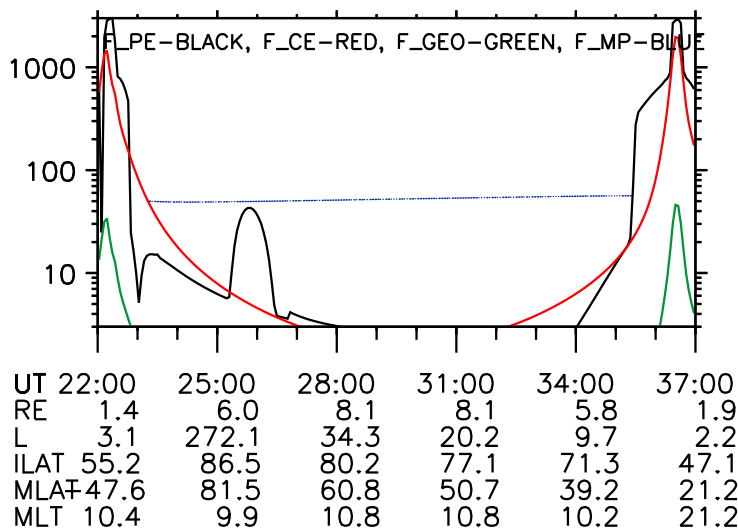 F_PE-BLACK, F_CE-RED, F_GEO-GREEN, F_MP-BLUE
1000
100
10
UT 22:00 25:00 28:00 31:00 34:00 37:00
RE 1.4 6.0 8.1 8.1 5.8 1.9
L 3.1 272.1 34.3 20.2 9.7 2.2
ILAT 55.2 86.5 80.2 77.1 71.3 47.1
MLAT -47.6 81.5 60.8 50.7 39.2 21.2
MLT 10.4 9.9 10.8 10.8 10.2 21.2